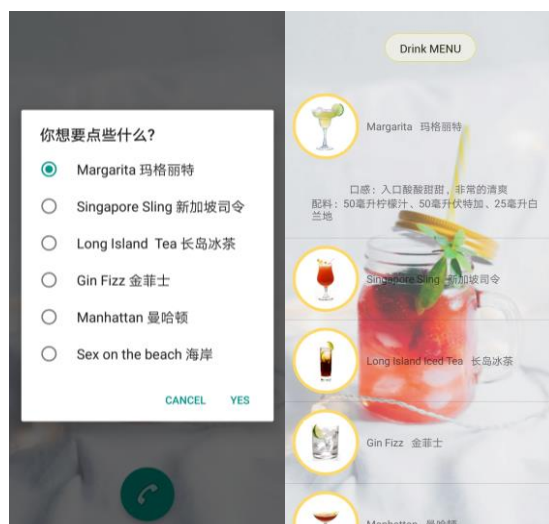 你想要点些什么?
Margarita 玛格丽特
Singapore Sling 新加坡司令
Long Island Tea 长岛冰茶
Gin Fizz 金菲士
Manhattan 曼哈顿
Sex on the beach 海岸
CANCEL YES
Drink MENU
Margarita 玛格丽特
口感：入口酸酸甜甜，非常的清爽
配料：50毫升柠檬汁、50毫升伏特加、25毫升白
兰地
Singapore Sling 新加坡司令
Long Island Iced Tea 长岛冰茶
Gin Fizz 金菲士
Manhattan 曼哈顿